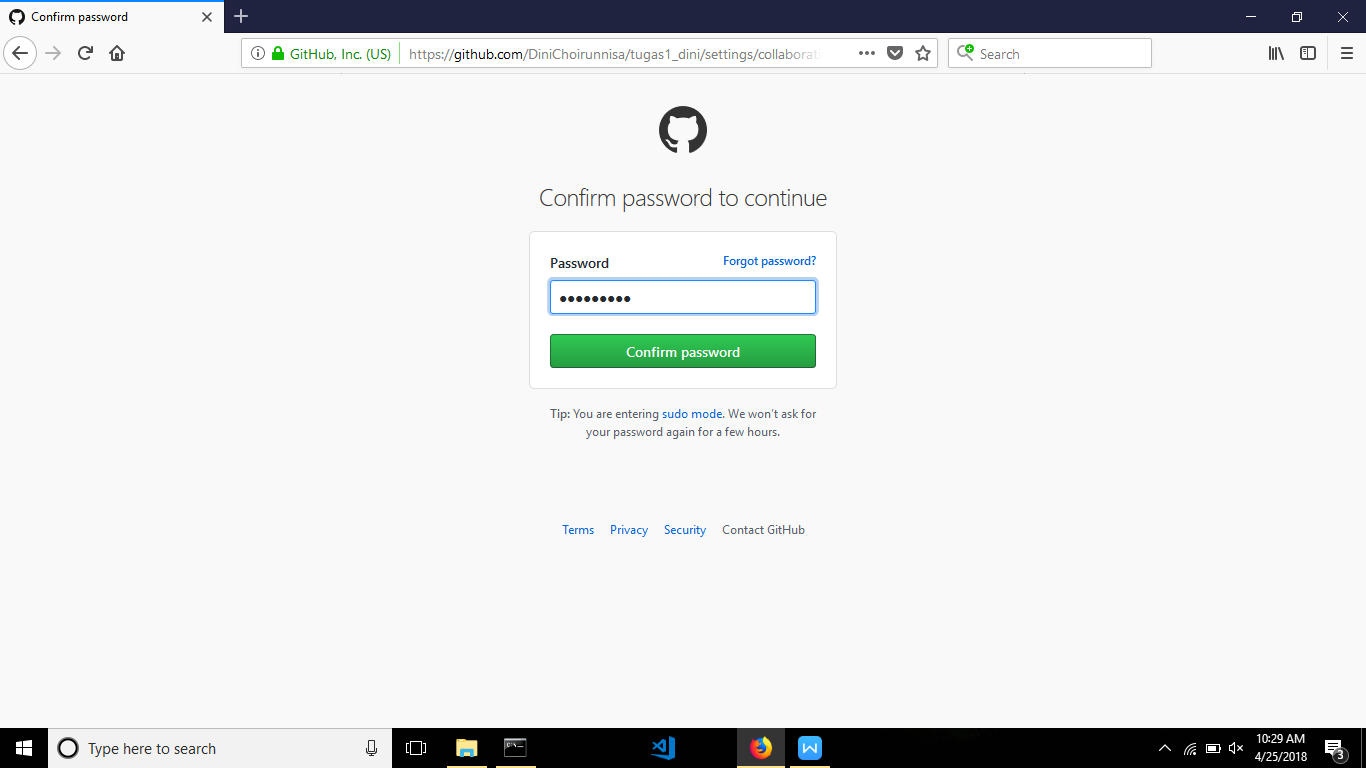 Confirm password
GitHub, Inc. (US)
https://github.com/DiniChoirunnisa/tugas1_dini/settings/collaborati
Search
Confirm password to continue
Password
Forgot password?
●●●●●●●●●
Confirm password
Tip: You are entering sudo mode. We won't ask for
your password again for a few hours.
Terms
Privacy
Security
Contact GitHub
Type here to search
10:29 AM
4/25/2018
3